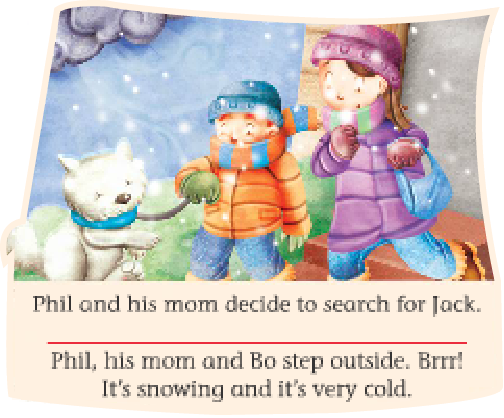 Phil and his mom decide to search for Jack.
Phil, his mom and Bo step outside. Brrr!
It's snowing and it's very cold.